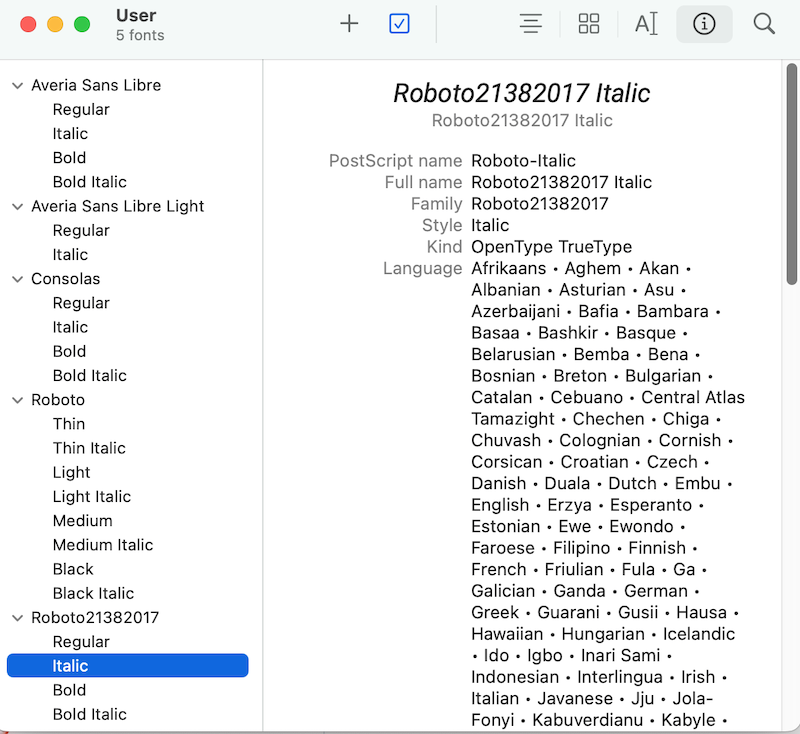 User
5 fonts
Averia Sans Libre
Regular
Italic
Bold
Bold Italic
Averia Sans Libre Light
Regular
Italic
Consolas
Regular
Italic
Bold
Bold Italic
Roboto
Thin
Thin Italic
Light
Light Italic
Medium
Medium Italic
Black
Black Italic
Roboto21382017
Regular
Italic
Bold
Bold Italic
Roboto21382017 Italic
Roboto21382017 Italic
PostScript name Roboto-Italic
Full name Roboto21382017 Italic
Family Roboto21382017
Style Italic
Kind OpenType TrueType
Language Afrikaans • Aghem • Akan •
Albanian • Asturian • Asu •
Azerbaijani • Bafia • Bambara •
Basaa • Bashkir • Basque •
Belarusian • Bemba • Bena •
Bosnian • Breton • Bulgarian •
Catalan • Cebuano • Central Atlas
Tamazight • Chechen • Chiga •
Chuvash • Colognian • Cornish •
Corsican • Croatian • Czech •
Danish • Duala • Dutch • Embu •
English • Erzya • Esperanto •
Estonian • Ewe • Ewondo •
Faroese • Filipino • Finnish •
French • Friulian • Fula • Ga •
Galician • Ganda • German •
Greek • Guarani • Gusii • Hausa •
Hawaiian • Hungarian • Icelandic
• Ido • Igbo • Inari Sami •
Indonesian • Interlingua • Irish •
Italian • Javanese • Jju • Jola-
Fonyi • Kabuverdianu • Kabyle •